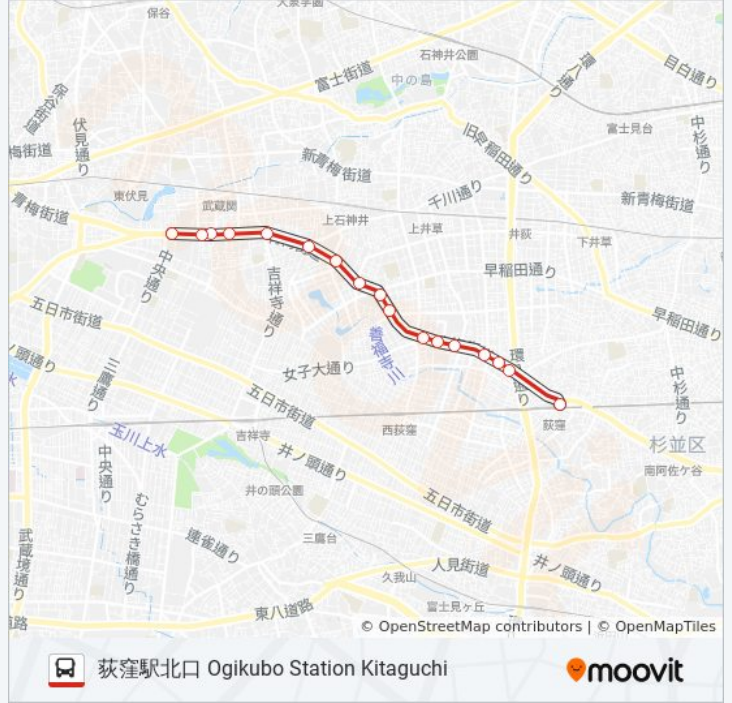 保谷
大泉学園
石神井公園
目白通り
環八通り
富士街道
中の島
保谷街道
伏見通り
旧早稲田通り
富士見台
中杉通り
梅街道
新青梅街道
東伏見
千川通り
新青梅街道
青梅街道
武蔵関
上石神井
上井草
井荻
下井草
中央通り
吉祥寺通り
早稲田通り
五日市街道
早稲田通り
善福寺川
ノ頭通り
三鷹通り
女子大通り
中杉通り
水
五日市街道
荻窪
玉川上水
吉祥寺
西荻窪
杉並区
井ノ頭通り
南阿佐ケ谷
中央通り
井の頭公園
五日市街道
むらさき橋通り
武蔵境通り
連雀通り
三鷹台
人見街道
井ノ頭通り
久我山
東八道路
富士見ヶ丘
道路
© OpenStreetMap contributors | © OpenMapTiles
荻窪駅北口 Ogikubo Station Kitaguchi
moovit